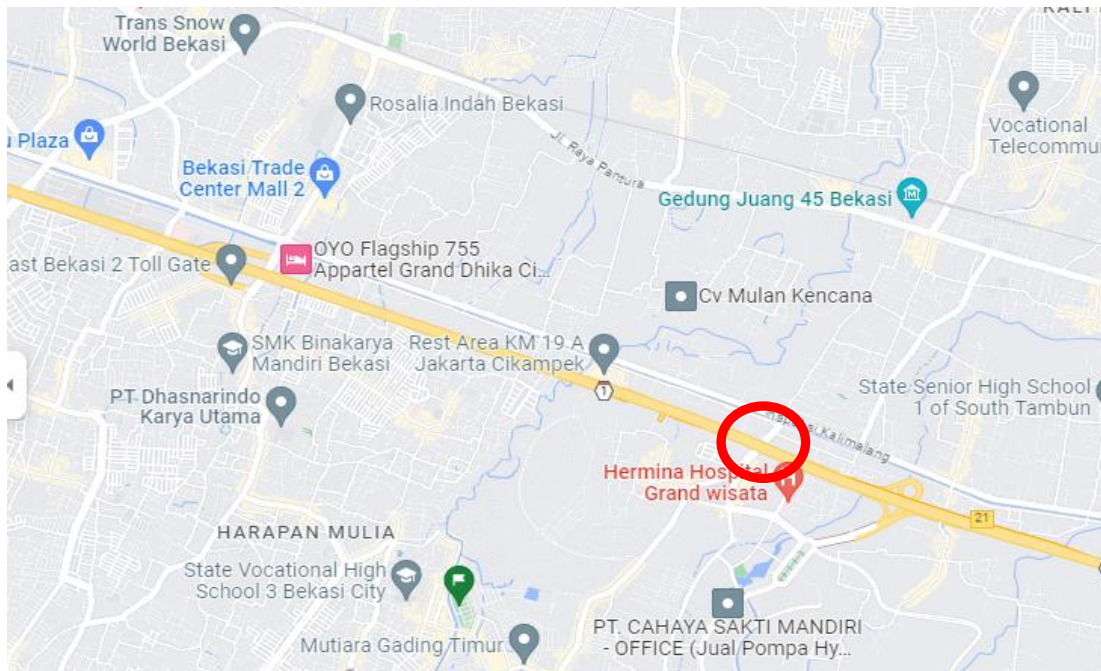 Trans Snow
World Bekasi
Rosalia Indah Bekasi
Plaza
Vocational
Bekasi Trade
Center Mall 2
Jl. Raya Pantura
Gedung Juang 45 Bekasi
OYO Flagship 755
Appartel Grand Dhika Ci...
ast Bekasi 2 Toll Gate
Cv Mulan Kencana
SMK Binakarya
Mandiri Bekasi
Rest Area KM 19 A
Jakarta Cikampek
1
PT Dhasnarindo
Karya Utama
State Senior High School
1 of South Tambun
Kalimalang
Hermina Hospital
Grand wisata
21
HARAPAN MULIA
State Vocational High
School 3 Bekasi City
PT. CAHAYA SAKTI MANDIRI
- OFFICE (Jual Pompa Hy...
Mutiara Gading Timur